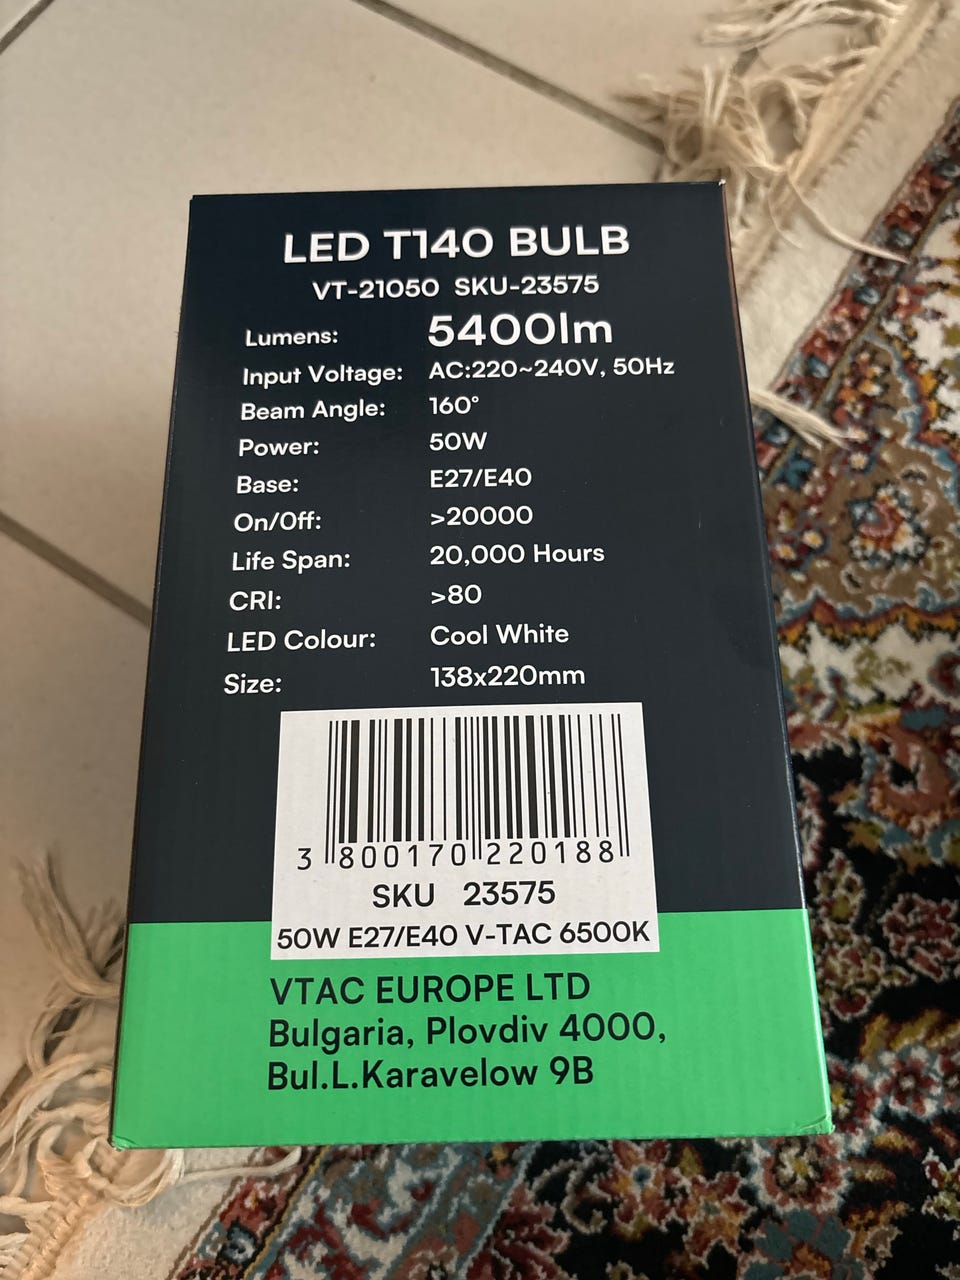 LED T140 BULB
VT-21050 SKU-23575
Lumens: 5400lm
Input Voltage: AC:220~240V, 50Hz
Beam Angle: 160°
Power: 50W
Base: E27/E40
On/Off: >20000
Life Span: 20,000 Hours
CRI: >80
LED Colour: Cool White
Size: 138x220mm
3 800170 220188
SKU 23575
50W E27/E40 V-TAC 6500K
VTAC EUROPE LTD
Bulgaria, Plovdiv 4000,
Bul.L.Karavelow 9B